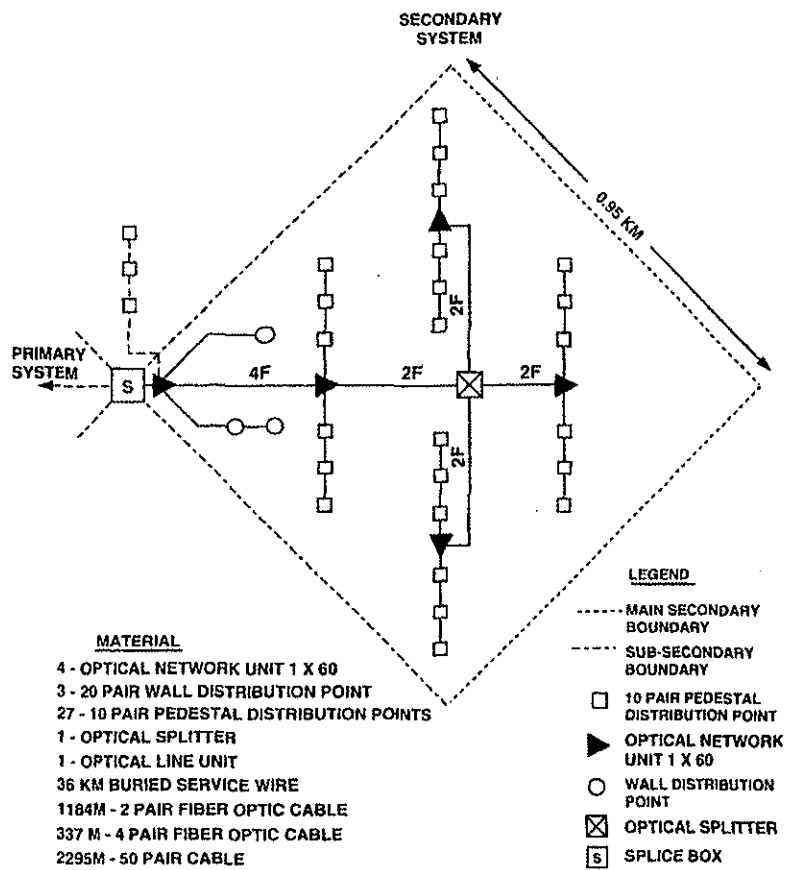 SECONDARY
SYSTEM
0.95 KM
PRIMARY
SYSTEM
S
4F
2F
2F
2F
2F
MATERIAL
4 - OPTICAL NETWORK UNIT 1 X 60
3 - 20 PAIR WALL DISTRIBUTION POINT
27 - 10 PAIR PEDESTAL DISTRIBUTION POINTS
1 - OPTICAL SPLITTER
1 - OPTICAL LINE UNIT
36 KM BURIED SERVICE WIRE
1184M - 2 PAIR FIBER OPTIC CABLE
337 M - 4 PAIR FIBER OPTIC CABLE
2295M - 50 PAIR CABLE
LEGEND
MAIN SECONDARY
BOUNDARY
SUB-SECONDARY
BOUNDARY
10 PAIR PEDESTAL
DISTRIBUTION POINT
OPTICAL NETWORK
UNIT 1 X 60
WALL DISTRIBUTION
POINT
OPTICAL SPLITTER
S SPLICE BOX